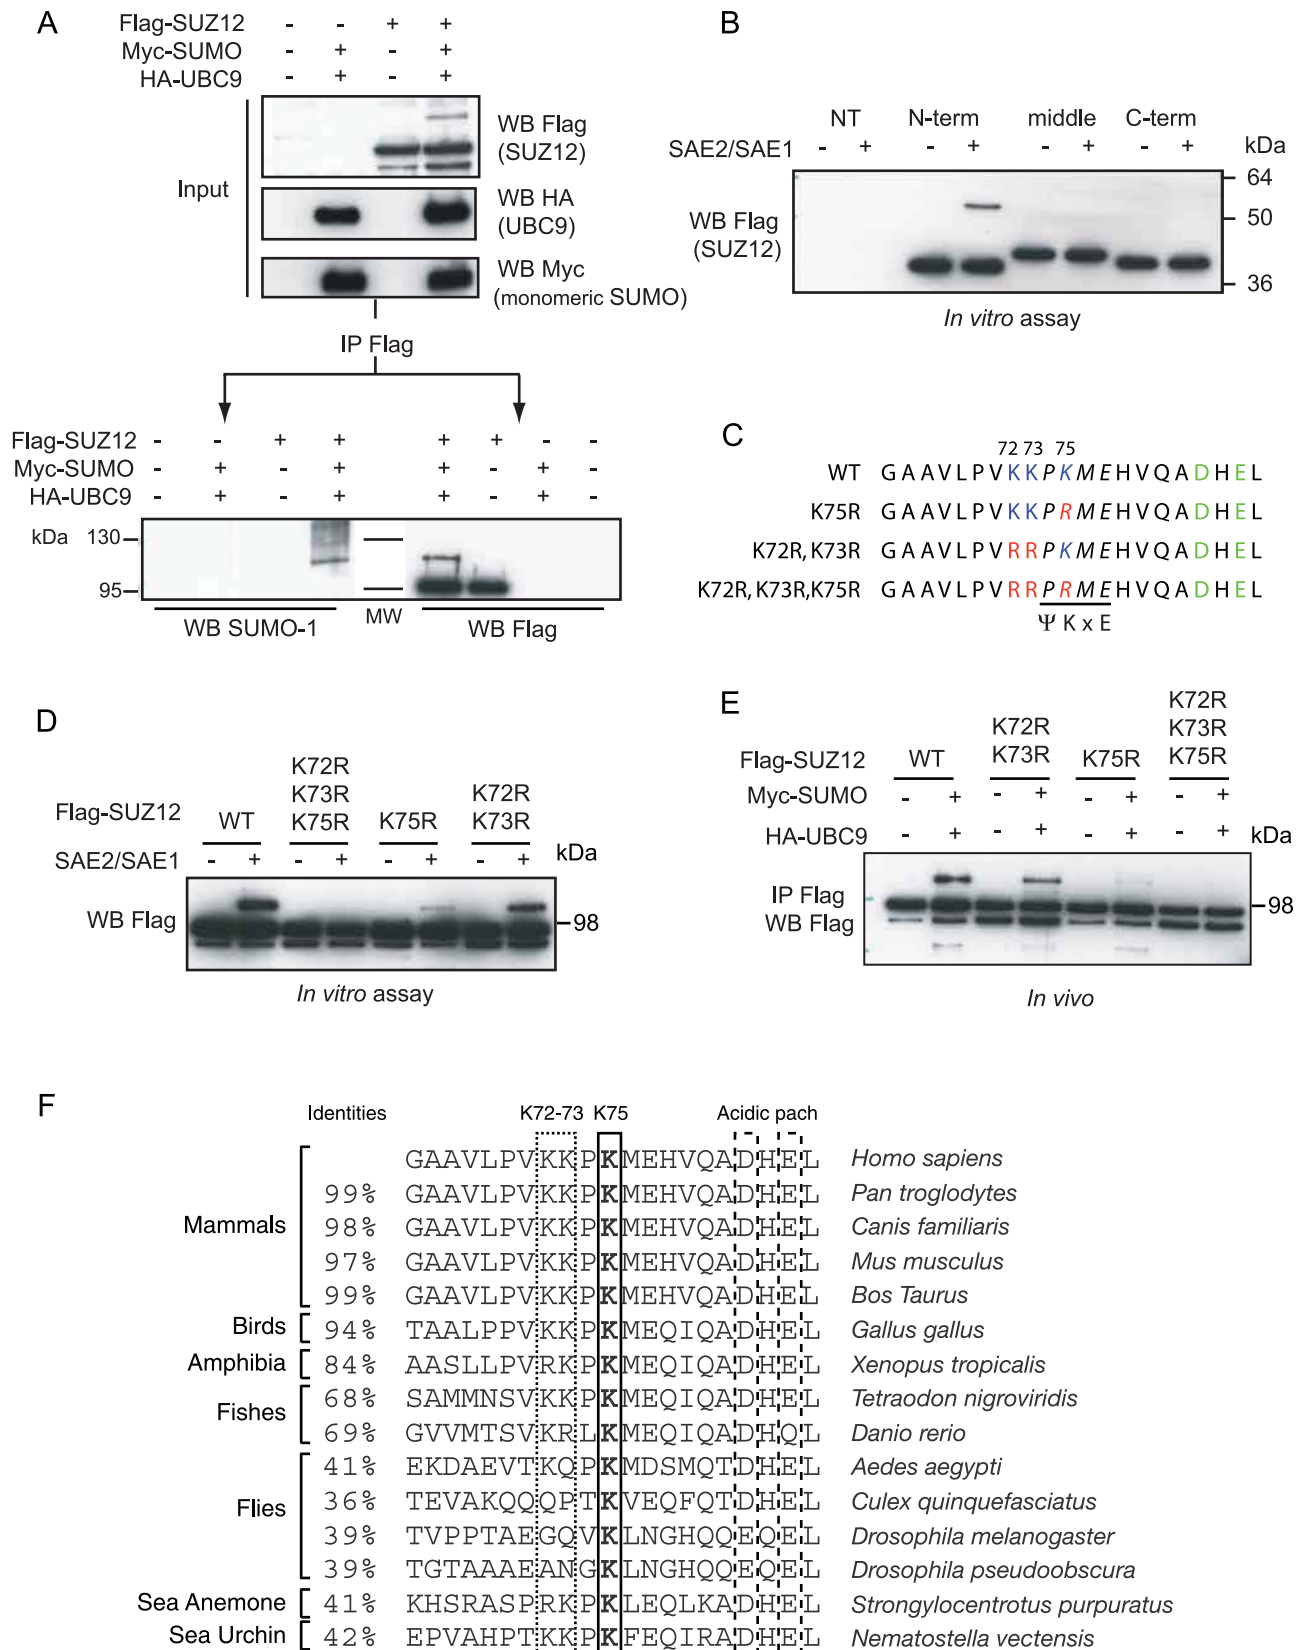 A
Flag-SUZ12 - - + +
Myc-SUMO - + - +
HA-UBC9 - + - +
Input
WB Flag
(SUZ12)
WB HA
(UBC9)
WB Myc
(monomeric SUMO)
IP Flag
Flag-SUZ12 - - + + + + - -
Myc-SUMO - + - + + - + -
HA-UBC9 - + - + + - + -
kDa 130
95
WB SUMO-1 MW WB Flag
B
NT N-term middle C-term
SAE2/SAE1 - + - + - + - + kDa
WB Flag
(SUZ12)
64
50
36
In vitro assay
C
72 73 75
WT G A A V L P V K K P K M E H V Q A D H E L
K75R G A A V L P V K K P R M E H V Q A D H E L
K72R, K73R G A A V L P V R R P K M E H V Q A D H E L
K72R, K73R, K75R G A A V L P V R R P R M E H V Q A D H E L
Ψ K x E
D
Flag-SUZ12 WT K72R K73R K75R K75R K72R K73R
SAE2/SAE1 - + - + - + - + kDa
WB Flag
98
In vitro assay
E
Flag-SUZ12 WT K72R K73R K75R K72R K73R K75R
Myc-SUMO - + - + - + - +
HA-UBC9 - + - + - + - + kDa
IP Flag
WB Flag
98
In vivo
F
Identities K72-73 K75 Acidic pach
Mammals
GAAVLPVKKPKMEHVQADHEL Homo sapiens
99% GAAVLPVKKPKMEHVQADHEL Pan troglodytes
98% GAAVLPVKKPKMEHVQADHEL Canis familiaris
97% GAAVLPVKKPKMEHVQADHEL Mus musculus
99% GAAVLPVKKPKMEHVQADHEL Bos Taurus
Birds 94% TAALPPVKKPKMEQIQADHEL Gallus gallus
Amphibia 84% AASLLPVRKPKMEQIQADHEL Xenopus tropicalis
Fishes
68% SAMMNSVKKPKMEQIQADHEL Tetraodon nigroviridis
69% GVVMTSVKRLKMEQIQADHQL Danio rerio
Flies
41% EKDAEVTKQPKMDSMQTDHEL Aedes aegypti
36% TEVAKQQQPTKVEQFQTDHEL Culex quinquefasciatus
39% TVPPTAEGQVKLNGHQQEQEL Drosophila melanogaster
39% TGTAAAEANGKLNGHQQEQEL Drosophila pseudoobscura
Sea Anemone 41% KHSRASPRKPKLEQLKADHEL Strongylocentrotus purpuratus
Sea Urchin 42% EPVAHPTKKPKFEQIRADHEL Nematostella vectensis